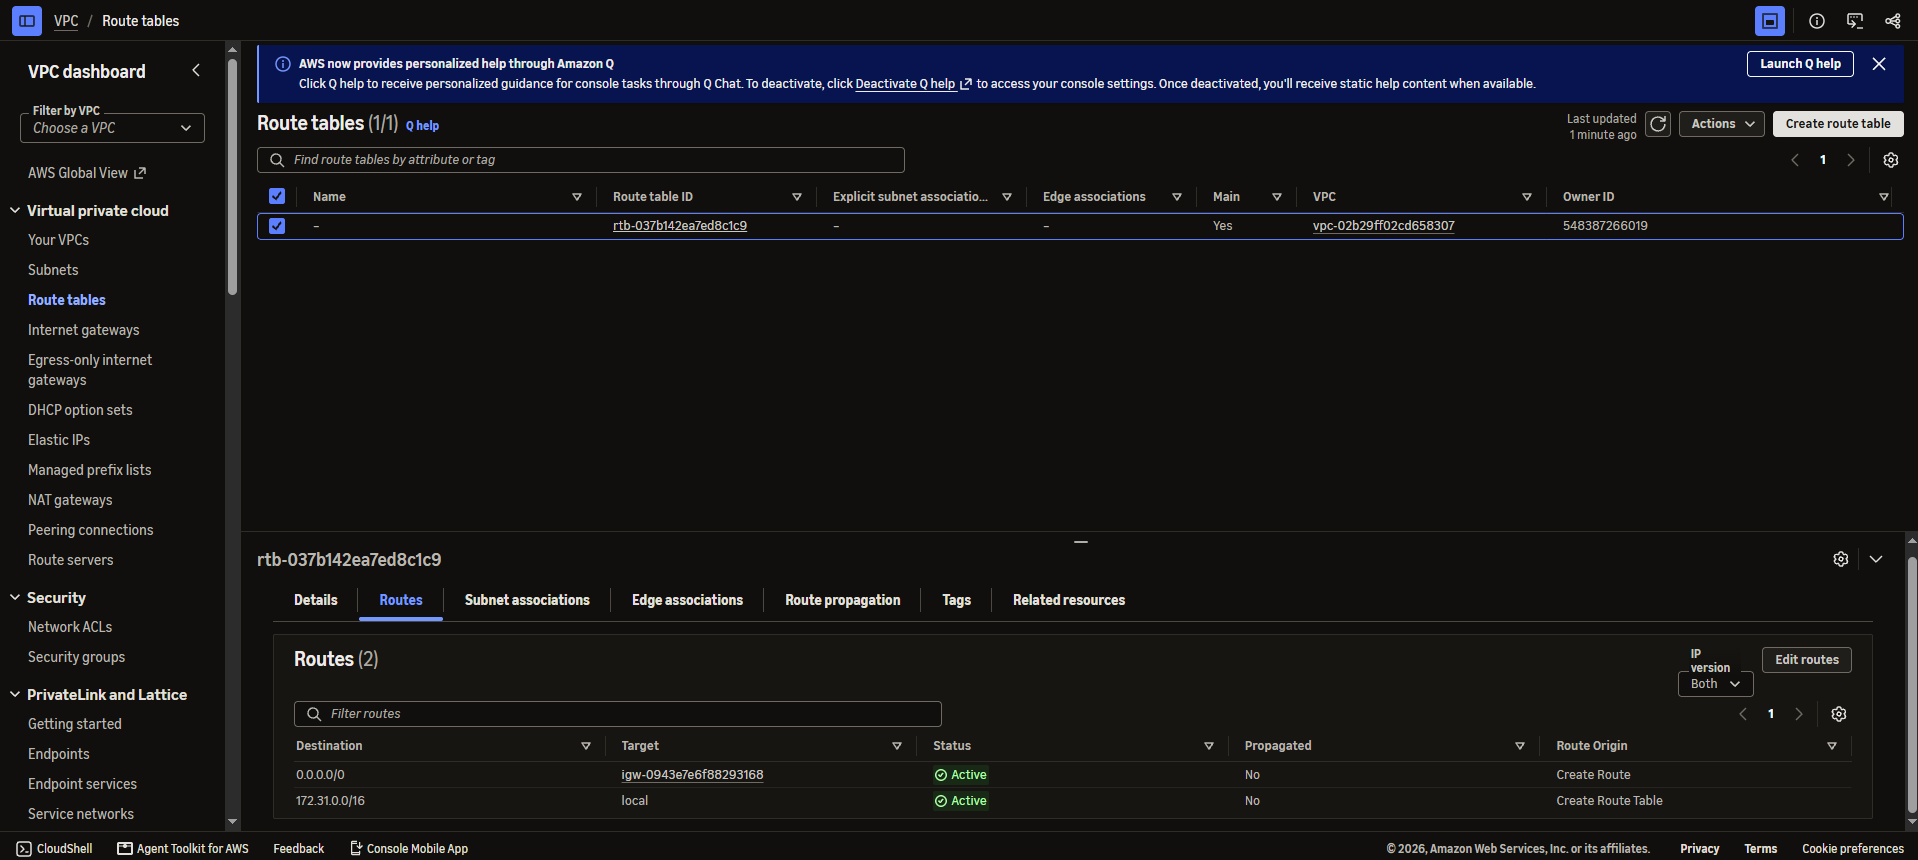 VPC / Route tables
VPC dashboard
Filter by VPC
Choose a VPC
AWS Global View
Virtual private cloud
Your VPCs
Subnets
Route tables
Internet gateways
Egress-only internet
gateways
DHCP option sets
Elastic IPs
Managed prefix lists
NAT gateways
Peering connections
Route servers
Security
Network ACLs
Security groups
PrivateLink and Lattice
Getting started
Endpoints
Endpoint services
Service networks
AWS now provides personalized help through Amazon Q
Click Q help to receive personalized guidance for console tasks through Q Chat. To deactivate, click Deactivate Q help to access your console settings. Once deactivated, you'll receive static help content when available.
Launch Q help
Route tables (1/1) Q help
Last updated
1 minute ago
Actions
Create route table
Find route tables by attribute or tag
1
Name Route table ID Explicit subnet associatio... Edge associations Main VPC Owner ID
– rtb-037b142ea7ed8c1c9 – – Yes vpc-02b29ff02cd658307 548387266019
rtb-037b142ea7ed8c1c9
Details Routes Subnet associations Edge associations Route propagation Tags Related resources
Routes (2)
IP
version
Both
Edit routes
Filter routes
1
Destination Target Status Propagated Route Origin
0.0.0.0/0 igw-0943e7e6f88293168 Active No Create Route
172.31.0.0/16 local Active No Create Route Table
CloudShell Agent Toolkit for AWS Feedback Console Mobile App © 2026, Amazon Web Services, Inc. or its affiliates. Privacy Terms Cookie preferences